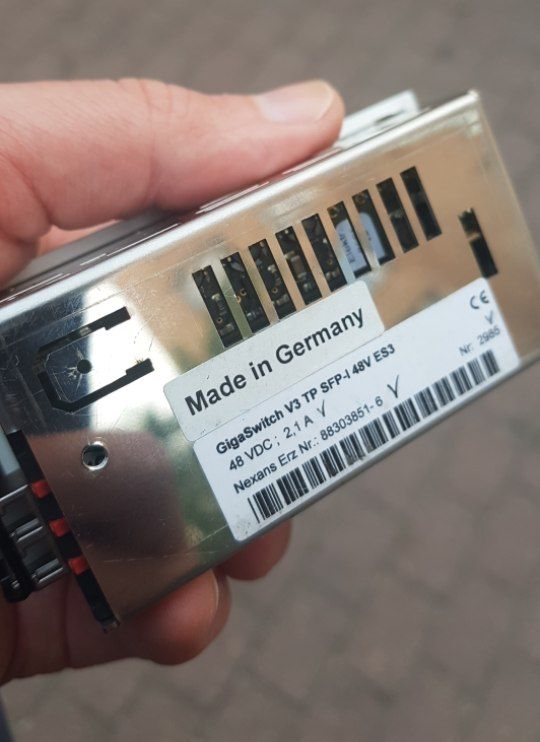 Made in Germany
GigaSwitch V3 TP SFP-I 48V ES3
48 VDC ; 2,1 A
Nexans Erz Nr.: 88303851-6
Nr: 2985
CE